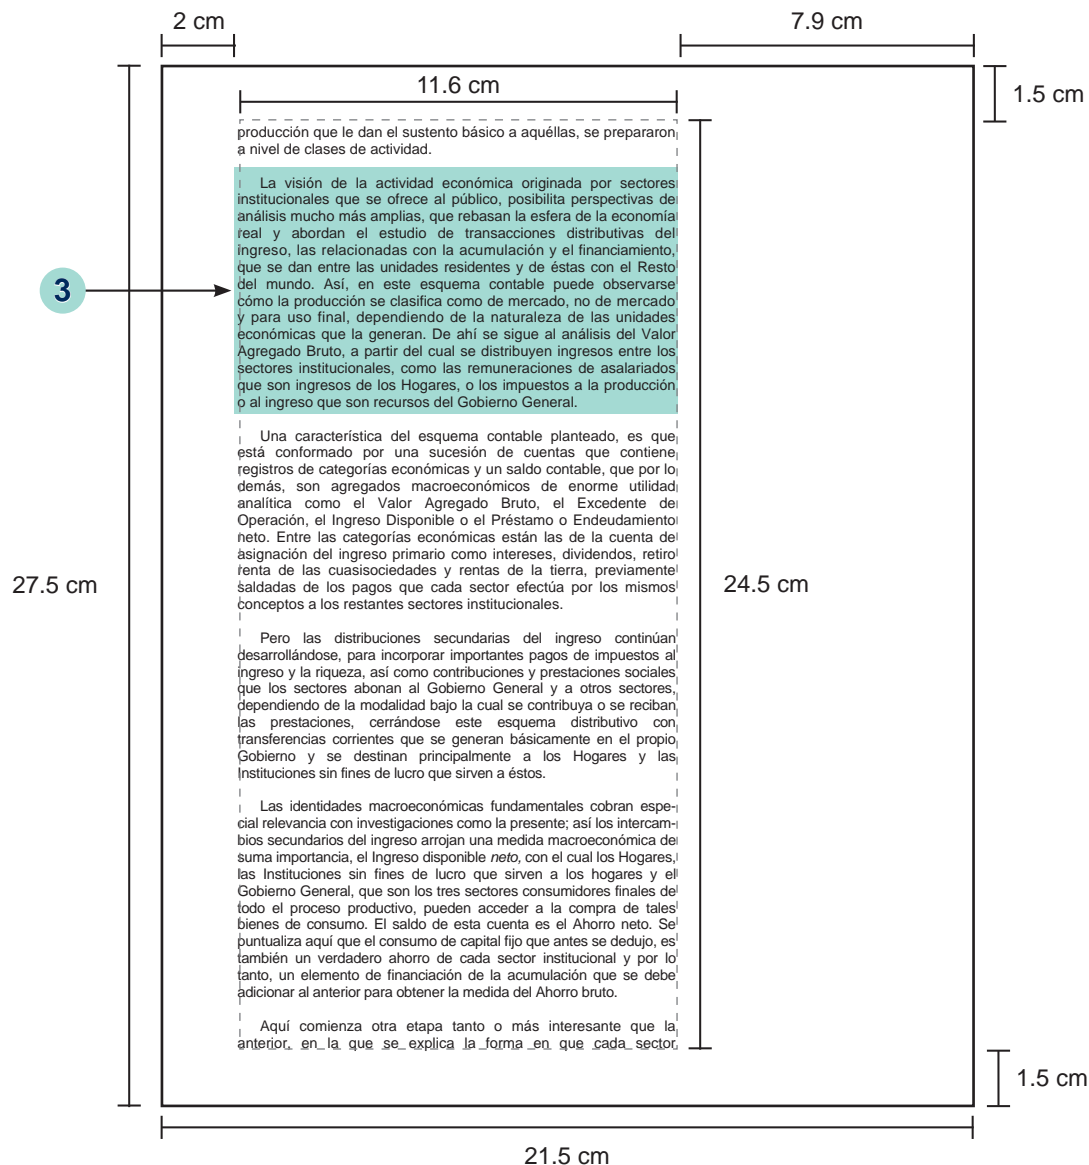 2 cm
7.9 cm
11.6 cm
1.5 cm
producción que le dan el sustento básico a aquéllas, se prepararon
a nivel de clases de actividad.
La visión de la actividad económica originada por sectores
institucionales que se ofrece al público, posibilita perspectivas de
análisis mucho más amplias, que rebasan la esfera de la economía
real y abordan el estudio de transacciones distributivas del
ingreso, las relacionadas con la acumulación y el financiamiento,
que se dan entre las unidades residentes y de éstas con el Resto
del mundo. Así, en este esquema contable puede observarse
cómo la producción se clasifica como de mercado, no de mercado
y para uso final, dependiendo de la naturaleza de las unidades
económicas que la generan. De ahí se sigue al análisis del Valor
Agregado Bruto, a partir del cual se distribuyen ingresos entre los
sectores institucionales, como las remuneraciones de asalariados
que son ingresos de los Hogares, o los impuestos a la producción
o al ingreso que son recursos del Gobierno General.
3
Una característica del esquema contable planteado, es que
está conformado por una sucesión de cuentas que contiene
registros de categorías económicas y un saldo contable, que por lo
demás, son agregados macroeconómicos de enorme utilidad
analítica como el Valor Agregado Bruto, el Excedente de
Operación, el Ingreso Disponible o el Préstamo o Endeudamiento
neto. Entre las categorías económicas están las de la cuenta de
asignación del ingreso primario como intereses, dividendos, retiro
renta de las cuasisociedades y rentas de la tierra, previamente
saldadas de los pagos que cada sector efectúa por los mismos
conceptos a los restantes sectores institucionales.
27.5 cm
24.5 cm
Pero las distribuciones secundarias del ingreso continúan
desarrollándose, para incorporar importantes pagos de impuestos al
ingreso y la riqueza, así como contribuciones y prestaciones sociales
que los sectores abonan al Gobierno General y a otros sectores,
dependiendo de la modalidad bajo la cual se contribuya o se reciban
las prestaciones, cerrándose este esquema distributivo con
transferencias corrientes que se generan básicamente en el propio
Gobierno y se destinan principalmente a los Hogares y las
Instituciones sin fines de lucro que sirven a éstos.
Las identidades macroeconómicas fundamentales cobran espe-
cial relevancia con investigaciones como la presente; así los intercam-
bios secundarios del ingreso arrojan una medida macroeconómica de
suma importancia, el Ingreso disponible neto, con el cual los Hogares,
las Instituciones sin fines de lucro que sirven a los hogares y el
Gobierno General, que son los tres sectores consumidores finales de
todo el proceso productivo, pueden acceder a la compra de tales
bienes de consumo. El saldo de esta cuenta es el Ahorro neto. Se
puntualiza aquí que el consumo de capital fijo que antes se dedujo, es
también un verdadero ahorro de cada sector institucional y por lo
tanto, un elemento de financiación de la acumulación que se debe
adicionar al anterior para obtener la medida del Ahorro bruto.
Aquí comienza otra etapa tanto o más interesante que la
anterior, en la que se explica la forma en que cada sector
1.5 cm
21.5 cm